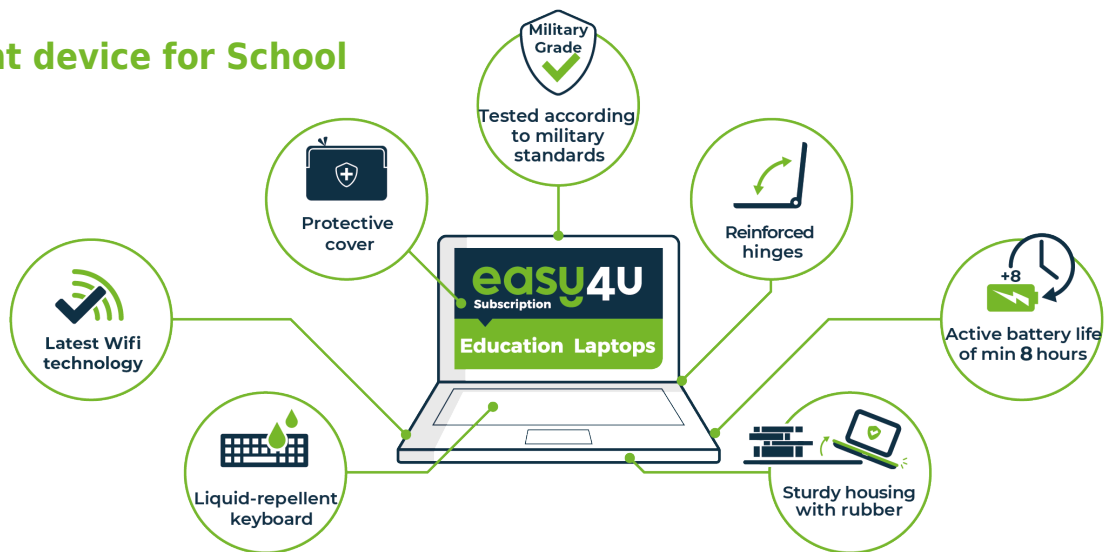 device for School
Military
Grade
Tested according
to military
standards
Protective
cover
Reinforced
hinges
easy4U
Subscription
Education Laptops
+8
Active battery life
of min 8 hours
Latest Wifi
technology
Liquid-repellent
keyboard
Sturdy housing
with rubber